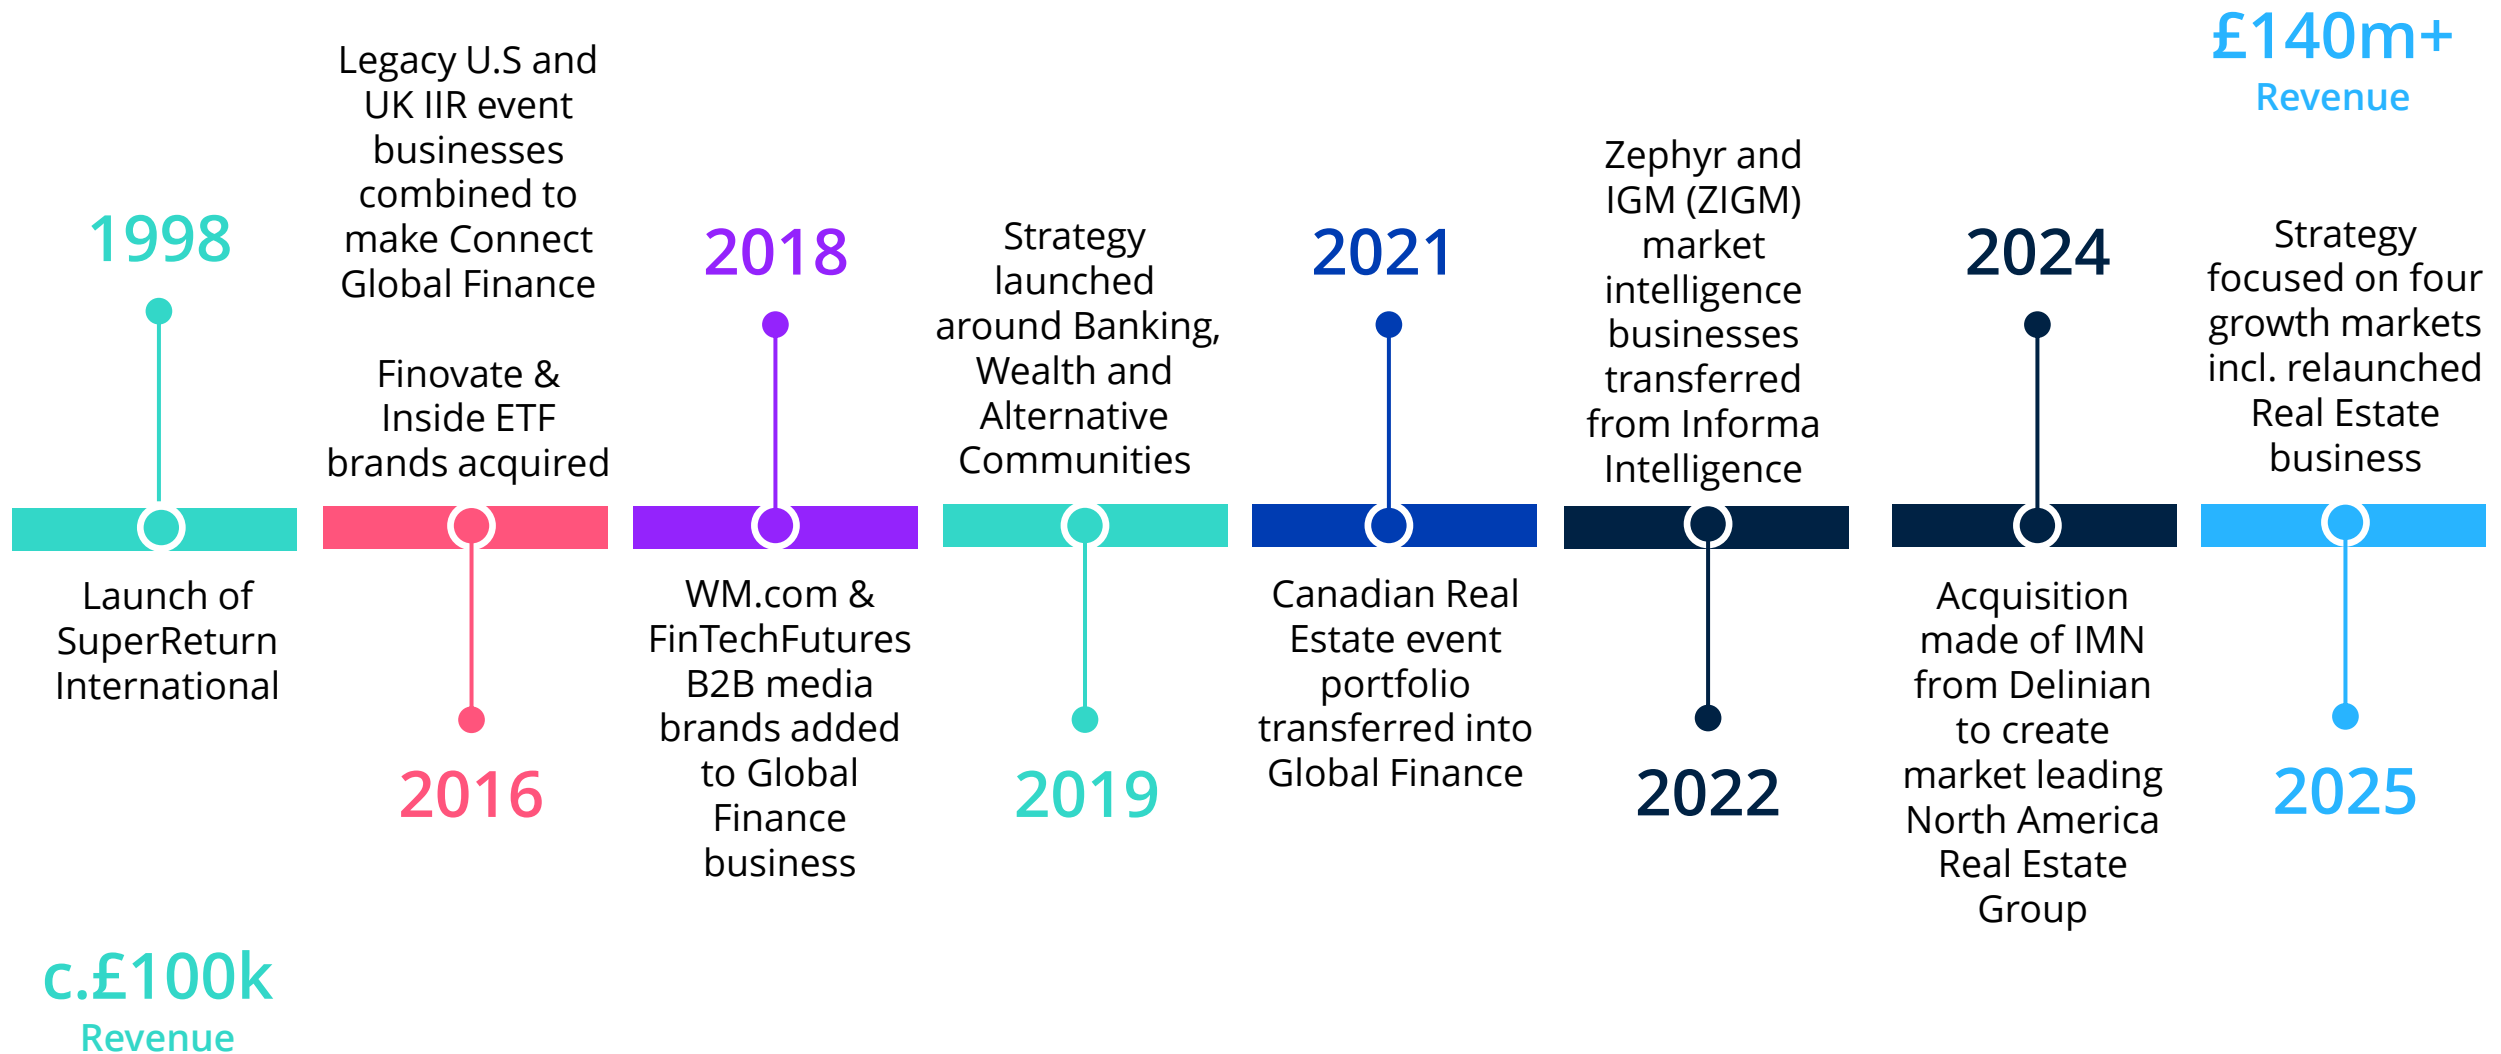 1998
Launch of
SuperReturn
International
c.£100k
Revenue
Legacy U.S and
UK IIR event
businesses
combined to
make Connect
Global Finance
Finovate &
Inside ETF
brands acquired
2016
2018
WM.com &
FinTechFutures
B2B media
brands added
to Global
Finance
business
Strategy
launched
around Banking,
Wealth and
Alternative
Communities
2019
2021
Canadian Real
Estate event
portfolio
transferred into
Global Finance
Zephyr and
IGM (ZIGM)
market
intelligence
businesses
transferred
from Informa
Intelligence
2022
2024
Acquisition
made of IMN
from Delinian
to create
market leading
North America
Real Estate
Group
£140m+
Revenue
Strategy
focused on four
growth markets
incl. relaunched
Real Estate
business
2025